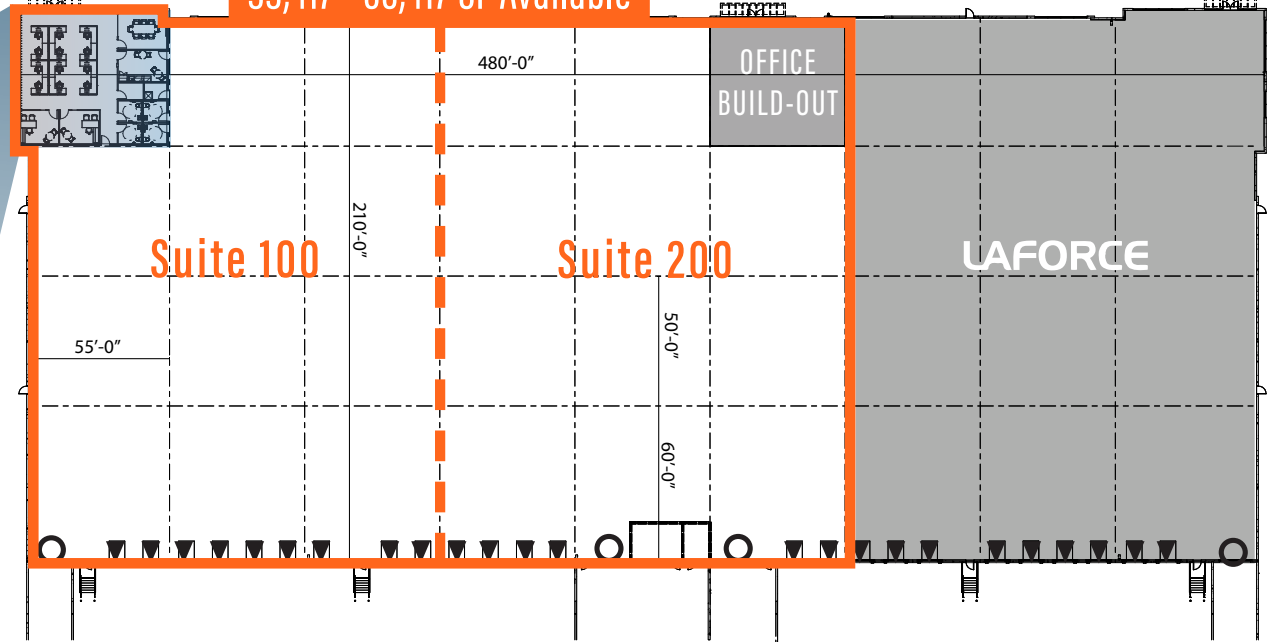 480'-0"
OFFICE
BUILD-OUT
210'-0"
Suite 100
Suite 200
LAFORCE
50'-0"
55'-0"
60'-0"